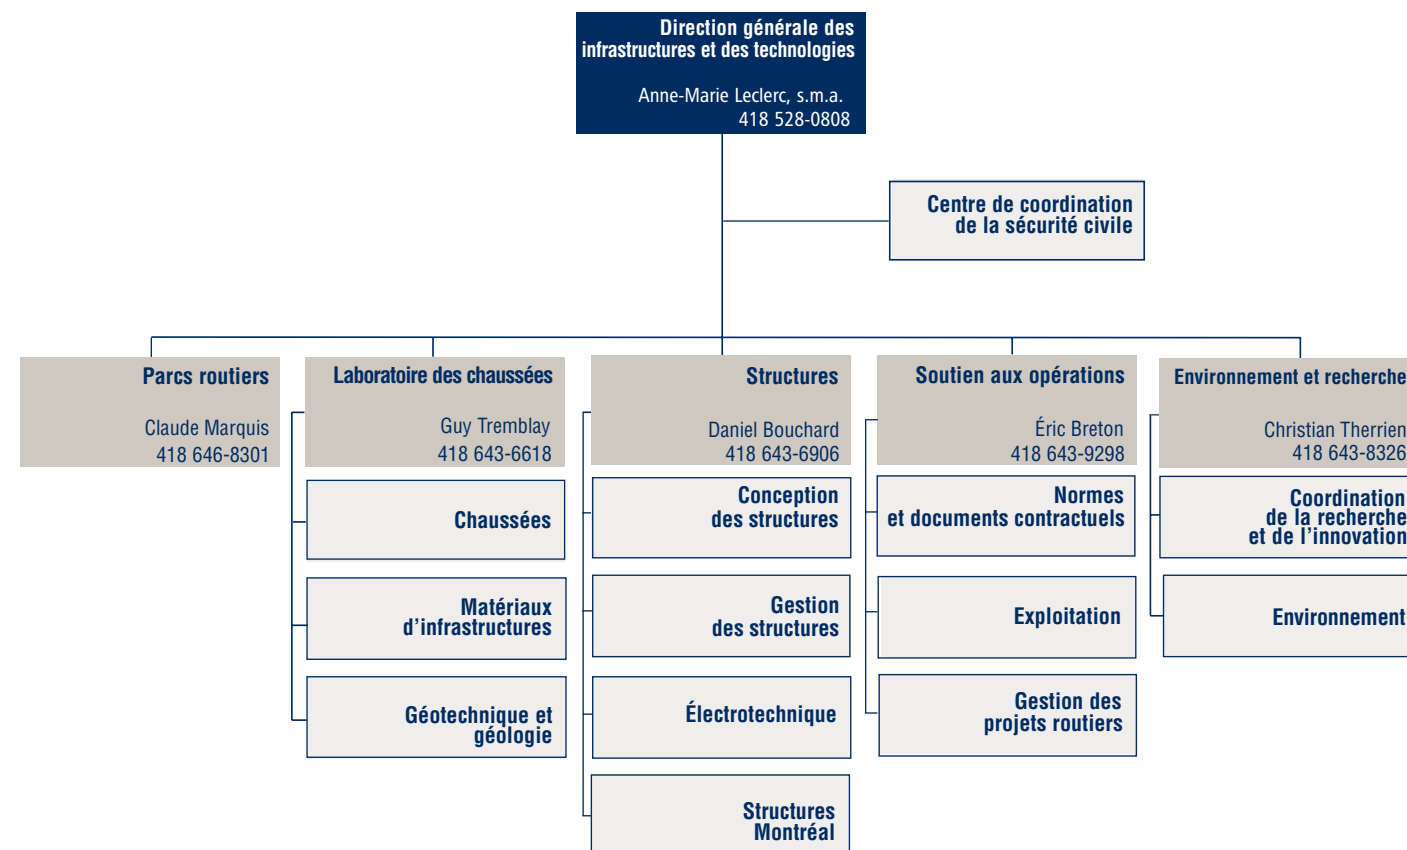 Direction générale des
infrastructures et des technologies
Anne-Marie Leclerc, s.m.a.
418 528-0808
Centre de coordination
de la sécurité civile
Parcs routiers
Claude Marquis
418 646-8301
Laboratoire des chaussées
Guy Tremblay
418 643-6618
Chaussées
Matériaux
d'infrastructures
Géotechnique et
géologie
Structures
Daniel Bouchard
418 643-6906
Conception
des structures
Gestion
des structures
Électrotechnique
Structures
Montréal
Soutien aux opérations
Éric Breton
418 643-9298
Normes
et documents contractuels
Exploitation
Gestion des
projets routiers
Environnement et recherche
Christian Therrien
418 643-8326
Coordination
de la recherche
et de l'innovation
Environnement